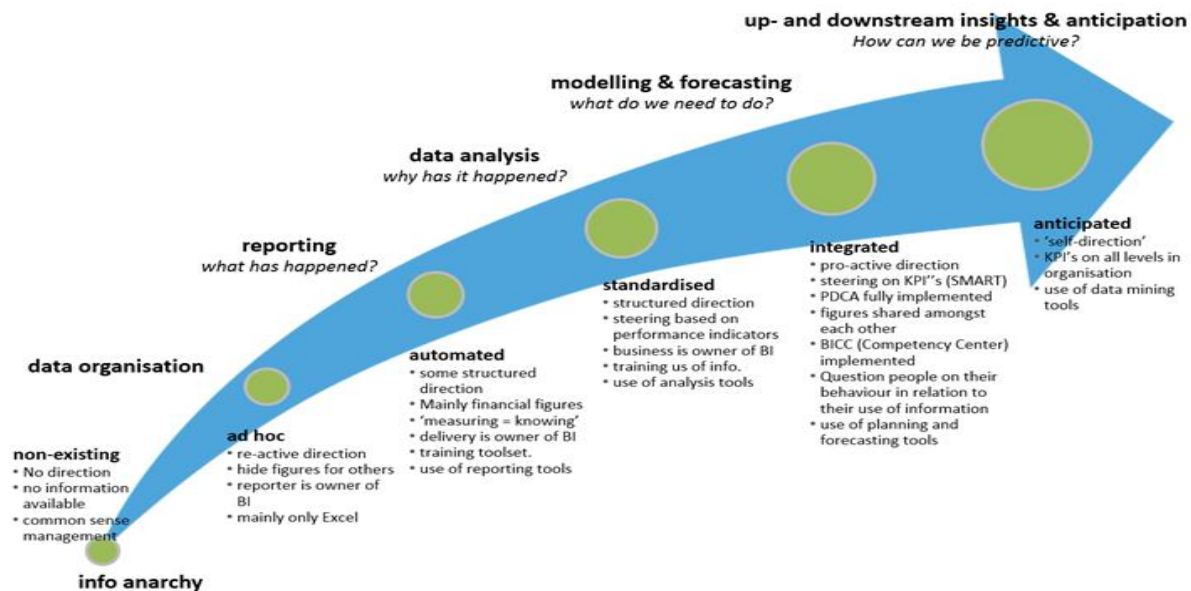 up- and downstream insights & anticipation
How can we be predictive?
modelling & forecasting
what do we need to do?
data analysis
why has it happened?
reporting
what has happened?
data organisation
info anarchy
non-existing
• No direction
• no information
available
• common sense
management
ad hoc
• re-active direction
• hide figures for others
• reporter is owner of
BI
• mainly only Excel
automated
• some structured
direction
• Mainly financial figures
• 'measuring = knowing'
• delivery is owner of BI
• training toolset.
• use of reporting tools
standardised
• structured direction
• steering based on
performance indicators
• business is owner of BI
• training us of info.
• use of analysis tools
integrated
• pro-active direction
• steering on KPI''s (SMART)
• PDCA fully implemented
• figures shared amongst
each other
• BICC (Competency Center)
implemented
• Question people on their
behaviour in relation to
their use of information
• use of planning and
forecasting tools
anticipated
• 'self-direction'
• KPI's on all levels in
organisation
• use of data mining
tools